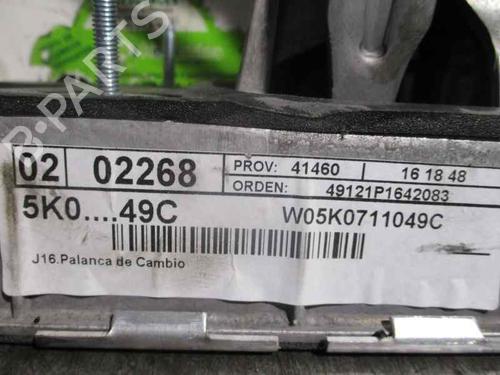 02 02268 PROV: 41460 16 18 48
ORDEN: 49121P1642083
5K0....49C W05K0711049C
J16.Palanca de Cambio
B-PARTS